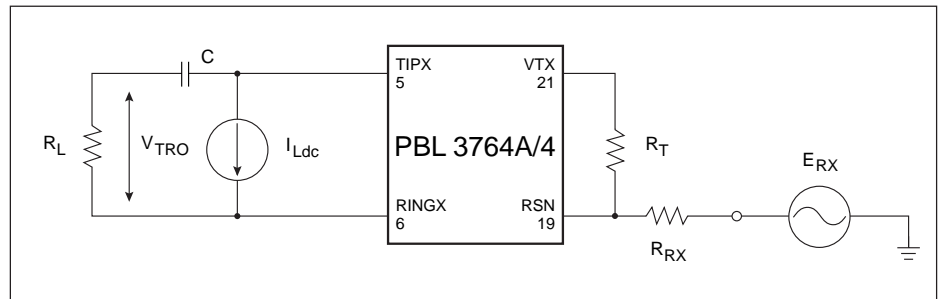 C
TIPX
5
VTX
21
R_L
V_TRO
I_Ldc
PBL 3764A/4
R_T
E_RX
RINGX
6
RSN
19
R_RX